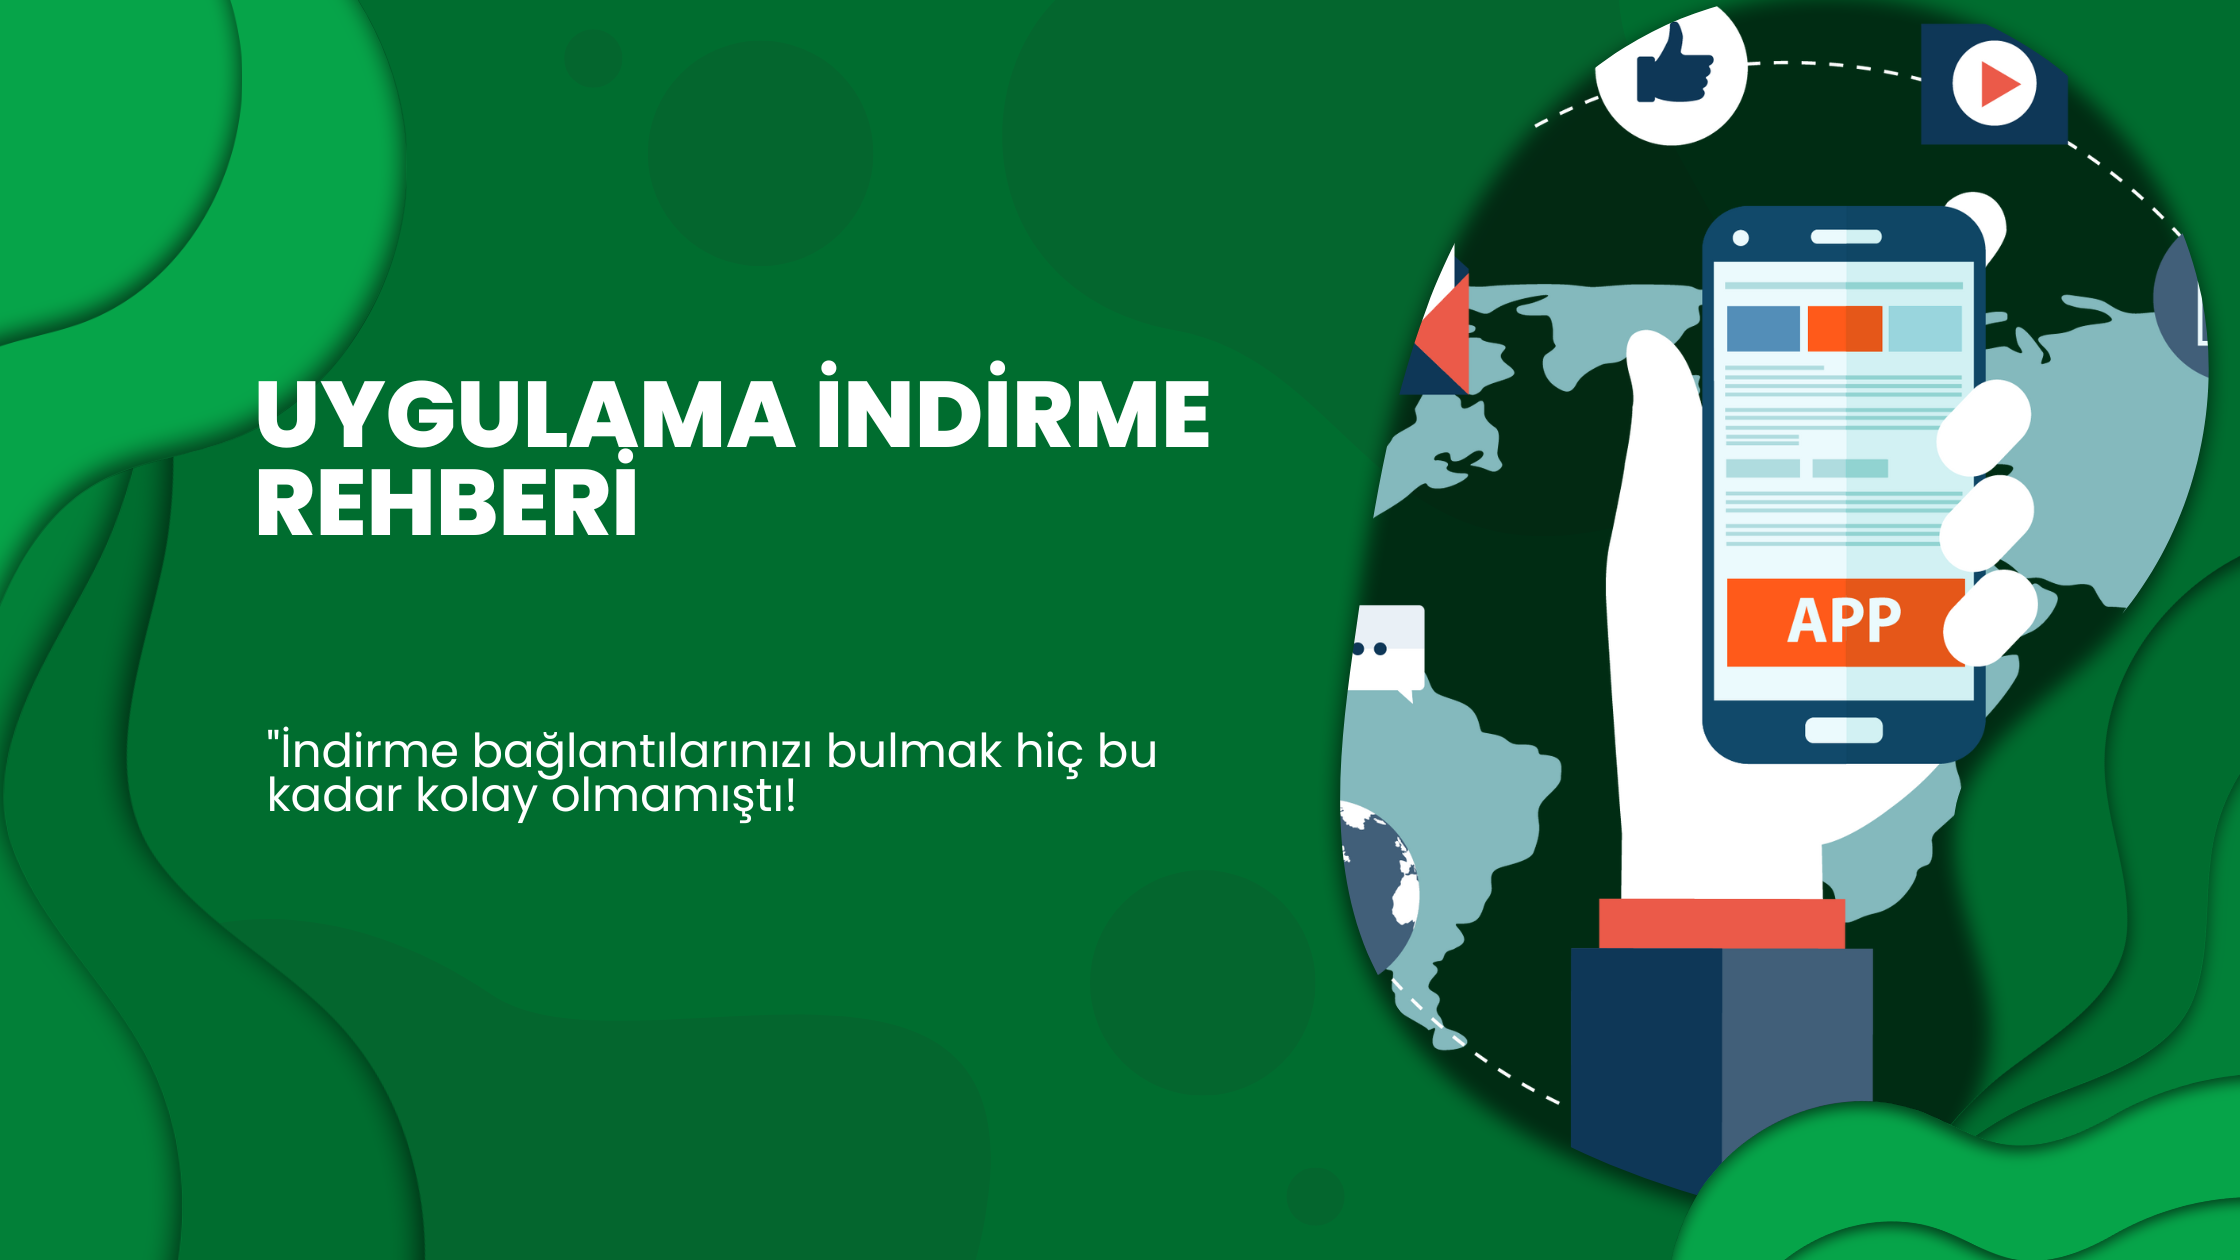 UYGULAMA İNDİRME
REHBERİ
"İndirme bağlantılarınızı bulmak hiç bu
kadar kolay olmamıştı!
APP